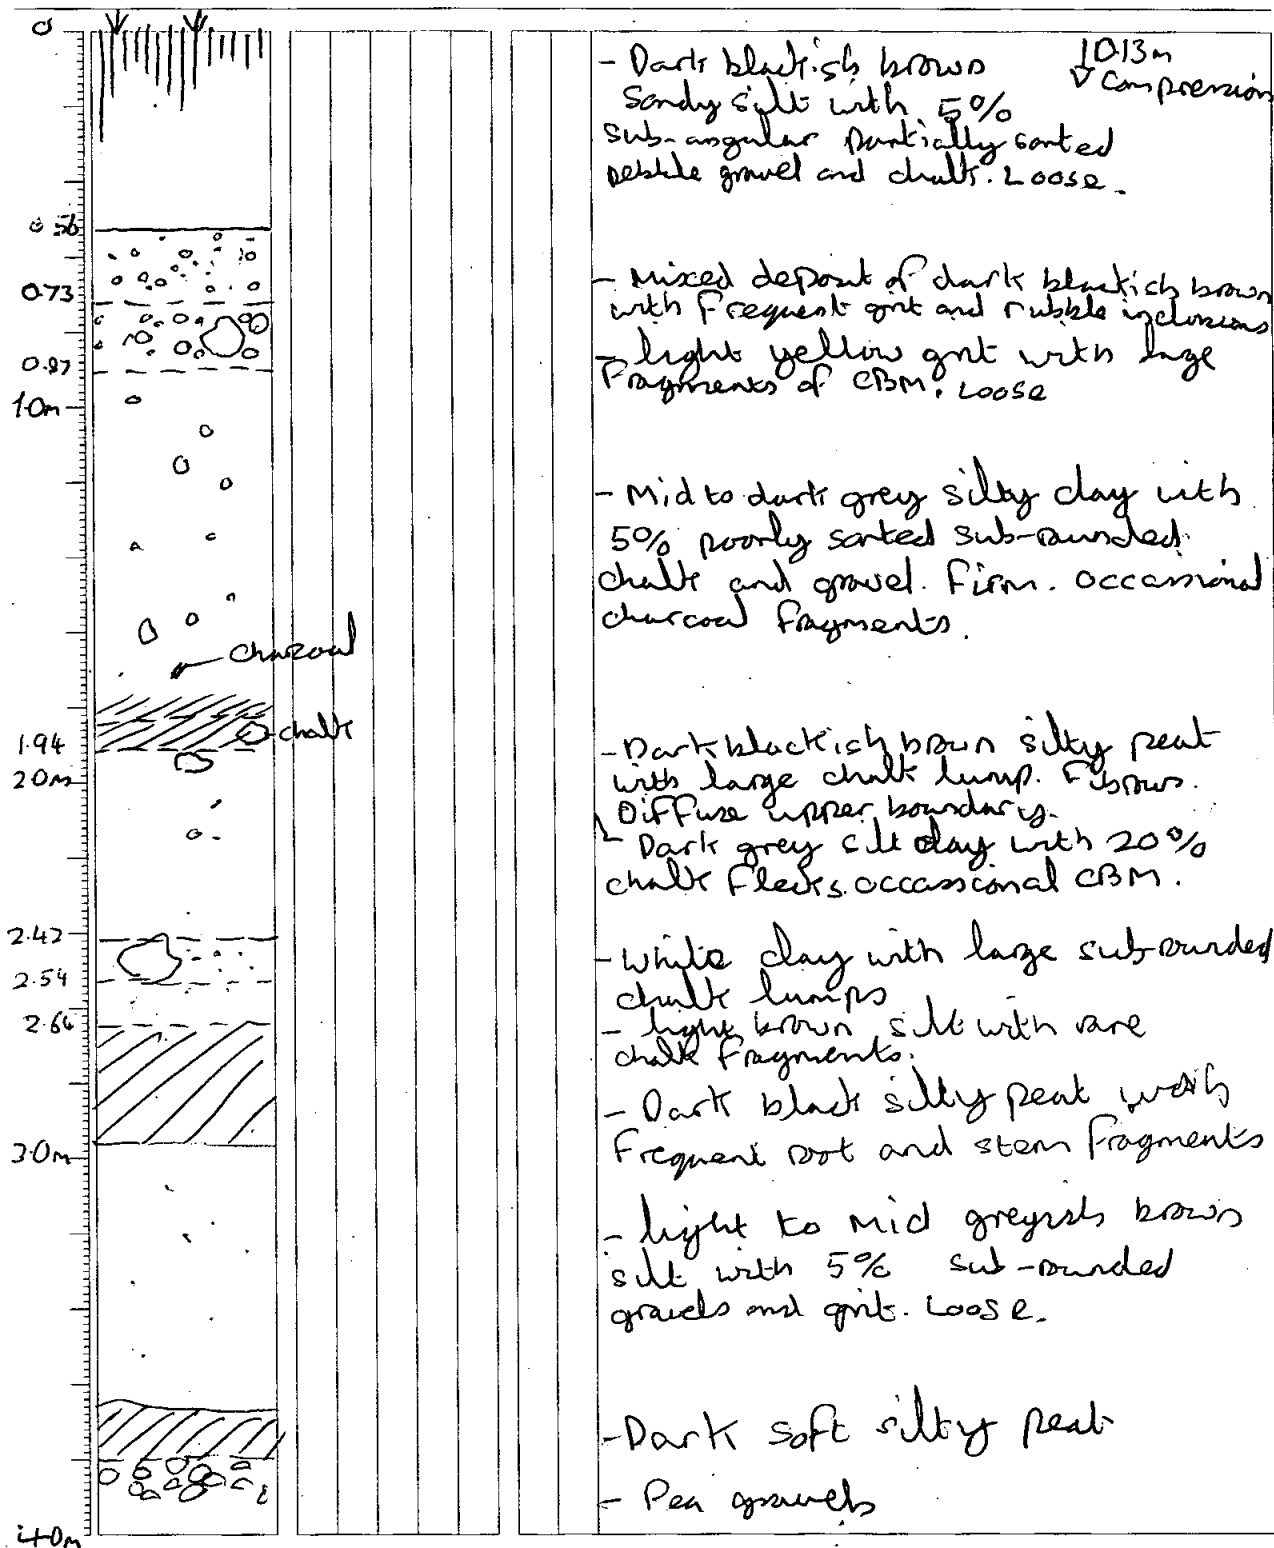 0
0.56
0.73
0.87
1.0m
1.94
2.0m
2.42
2.54
2.64
3.0m
4.0m
charcoal
chalk
0.13m
Compression
- Dark blackish brown
Sandy silt with 5%
sub-angular partially sorted
pebble gravel and chalk. Loose.
- Mixed deposit of dark blackish brown
with frequent grit and rubble inclusions
- light yellow grit with large
Fragments of CBM. Loose
- Mid to dark grey silty clay with
5% poorly sorted sub-rounded
chalk and gravel. Firm. occassional
charcoal fragments.
- Dark blackish brown silty peat
with large chalk lump. Fibrous.
Diffuse upper boundary.
- Dark grey silt clay with 20%
chalk flecks. occassional CBM.
- white clay with large sub-rounded
chalk lumps
- light brown silt with rare
chalk fragments.
- Dark black silty peat with
frequent root and stem fragments
- light to mid greyish brown
silt with 5% sub-rounded
gravels and grit. Loose.
- Dark soft silty peat
- Pea gravels